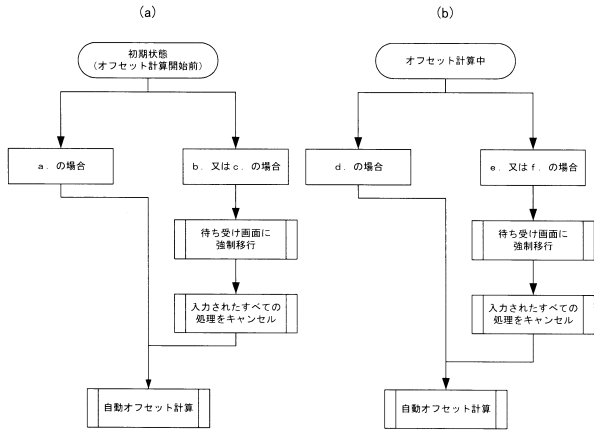 (a)
初期状態
(オフセット計算開始前)
a．の場合
b．又はc．の場合
待ち受け画面に
強制移行
入力されたすべての
処理をキャンセル
自動オフセット計算
(b)
オフセット計算中
d．の場合
e．又はf．の場合
待ち受け画面に
強制移行
入力されたすべての
処理をキャンセル
自動オフセット計算